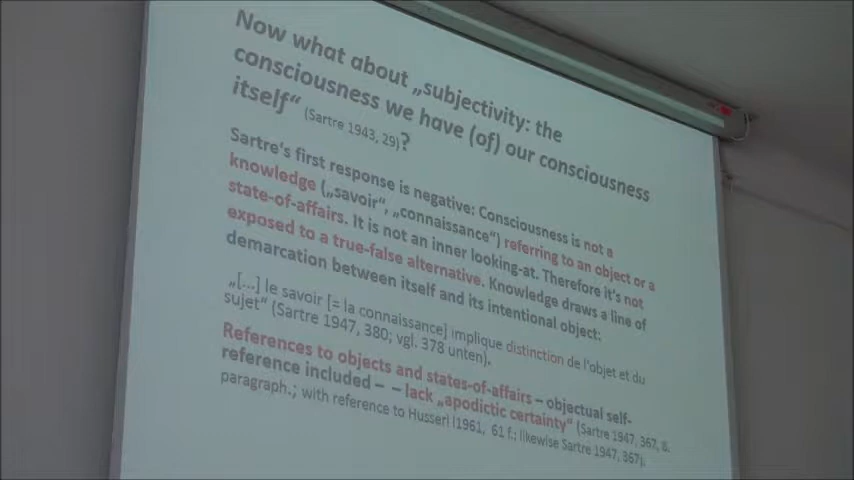 Now what about „subjectivity: the
consciousness we have (of) our consciousness
itself“ (Sartre 1943, 29)?
Sartre's first response is negative: Consciousness is not a
knowledge („savoir“, „connaissance“) referring to an object or a
state-of-affairs. It is not an inner looking-at. Therefore it's not
exposed to a true-false alternative. Knowledge draws a line of
demarcation between itself and its intentional object:
„[...] le savoir [= la connaissance] implique distinction de l'objet et du
sujet“ (Sartre 1947, 380; vgl. 378 unten).
References to objects and states-of-affairs – objectual self-
reference included – – lack „apodictic certainty“ (Sartre 1947, 367, 8.
paragraph.; with reference to Husserl [1961, 61 f.; likewise Sartre 1947, 367).